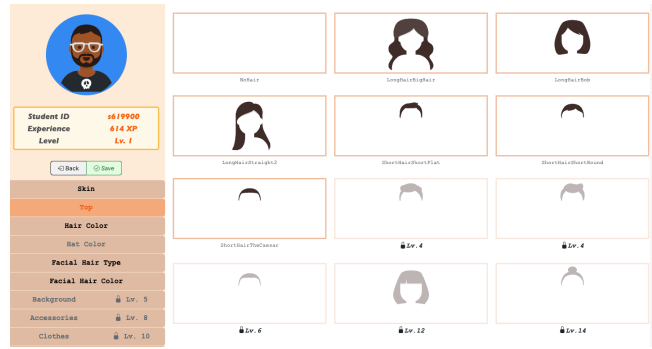 NoHair
LongHairBigHair
LongHairBob
Student ID s619900
Experience 614 XP
Level Lv. 1
LongHairStraight2
ShortHairShortFlat
ShortHairShortRound
Back
Save
Skin
Top
Hair Color
Hat Color
Facial Hair Type
Facial Hair Color
Background Lv. 5
Accessories Lv. 8
Clothes Lv. 10
ShortHairTheCaesar
Lv.4
Lv.4
Lv.6
Lv.12
Lv.14